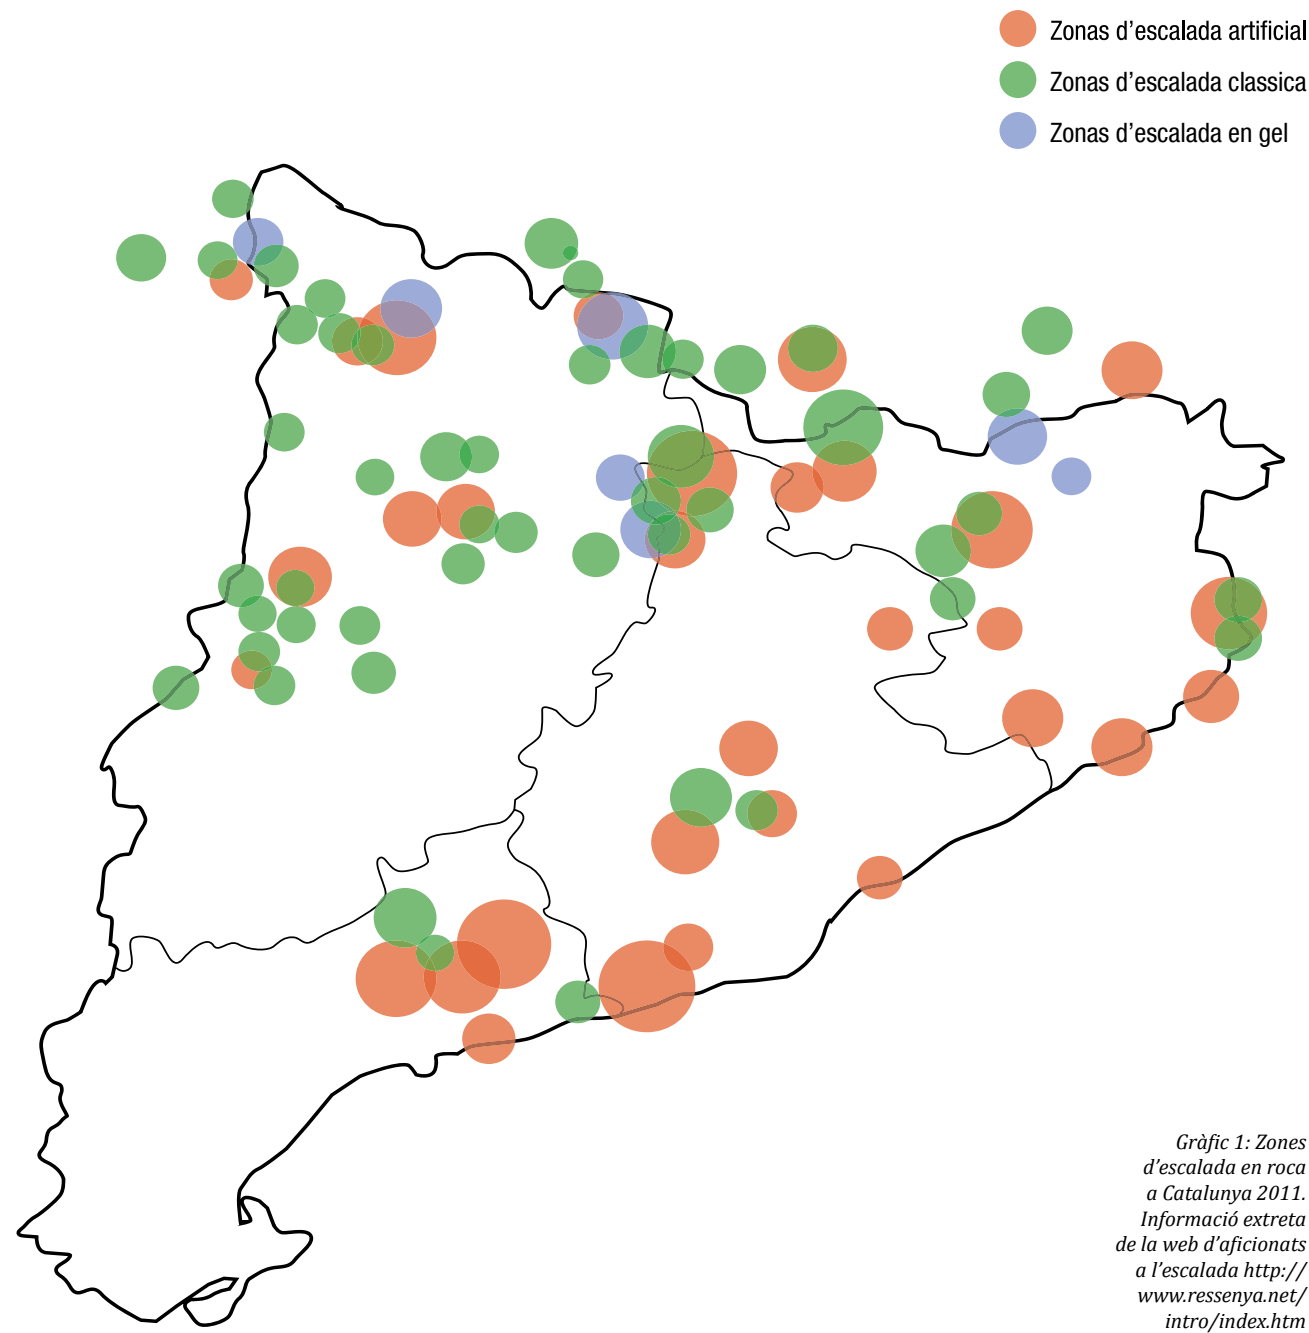 Zonas d'escalada artificial
Zonas d'escalada classica
Zonas d'escalada en gel
Gràfic 1: Zones
d'escalada en roca
a Catalunya 2011.
Informació extreta
de la web d'aficionats
a l'escalada http://
www.ressenya.net/
intro/index.htm